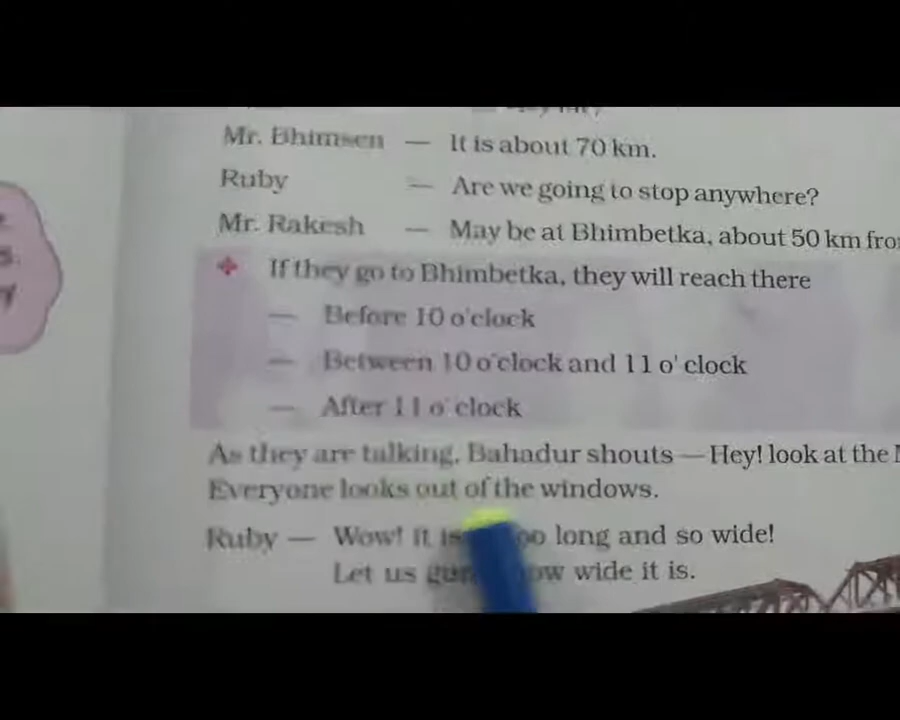 Mr. Bhimsen — It is about 70 km.
Ruby — Are we going to stop anywhere?
Mr. Rakesh — May be at Bhimbetka, about 50 km
If they go to Bhimbetka, they will reach there
— Before 10 o'clock
— Between 10 o'clock and 11 o' clock
— After 11 o' clock
As they are talking, Bahadur shouts — Hey! look at the
Everyone looks out of the windows.
Ruby — Wow! it is long and so wide!
Let us wide it is.